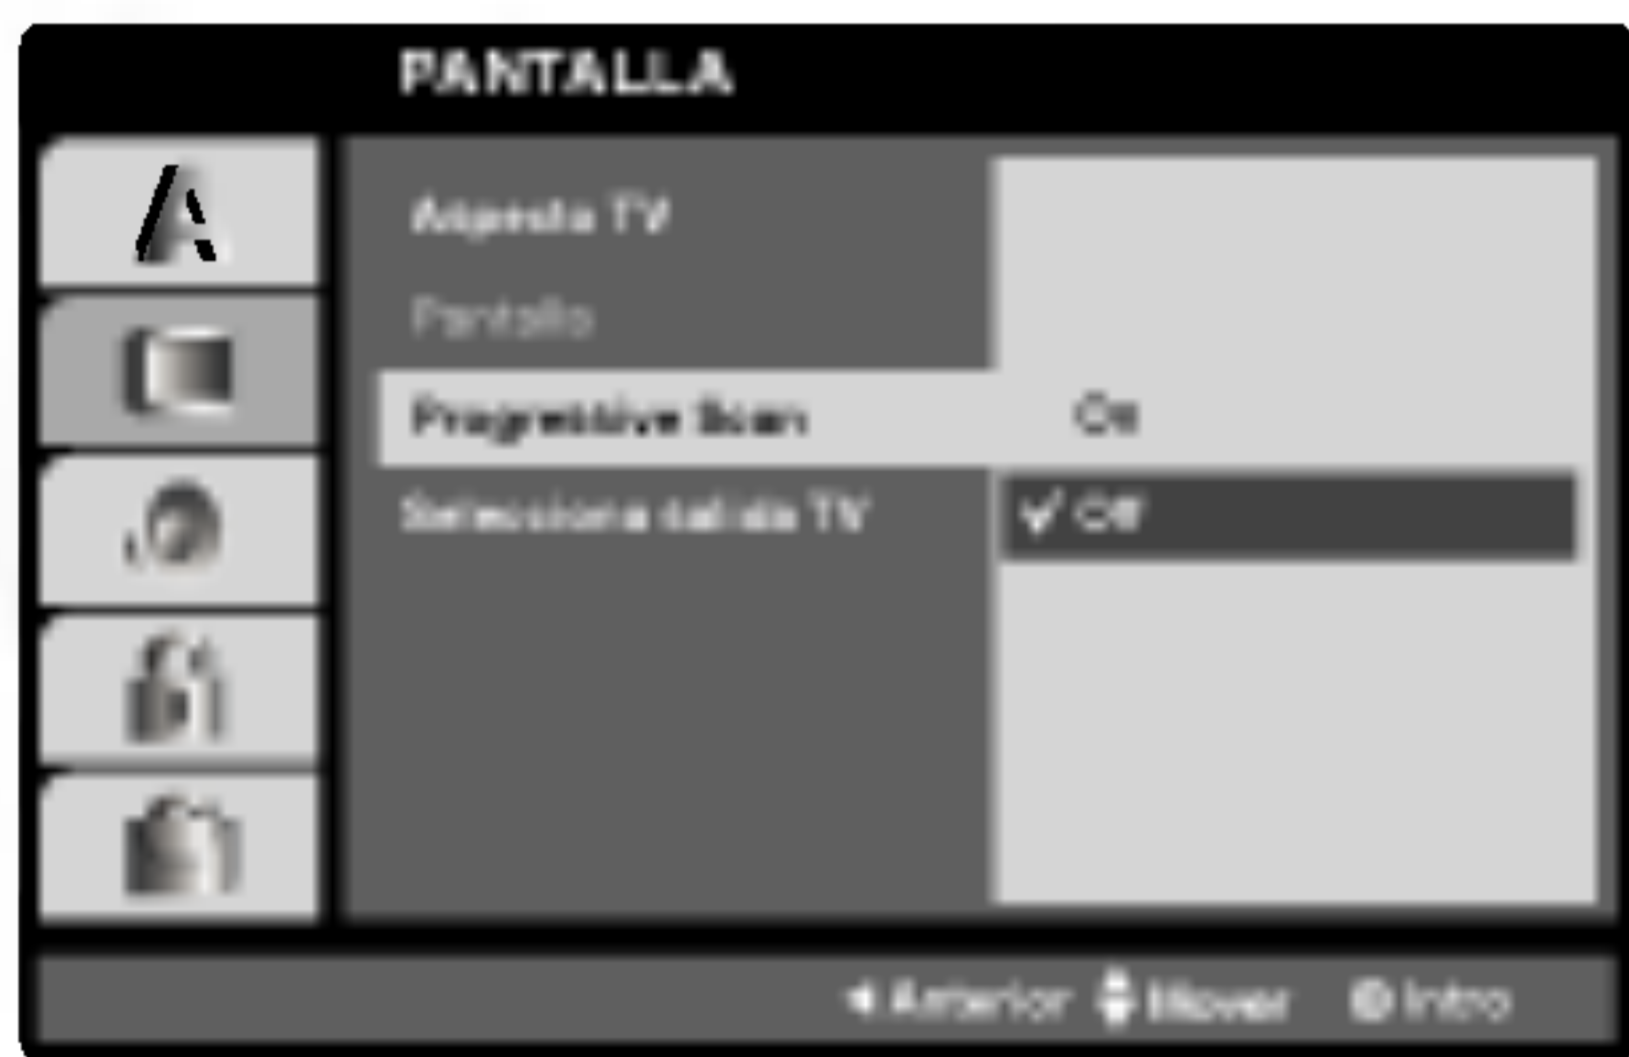 PANTALLA
A
Aspecto TV
Pantalla
Progressive Scan On
Selecciona salida TV ✓ Off
Anterior Mover Intro